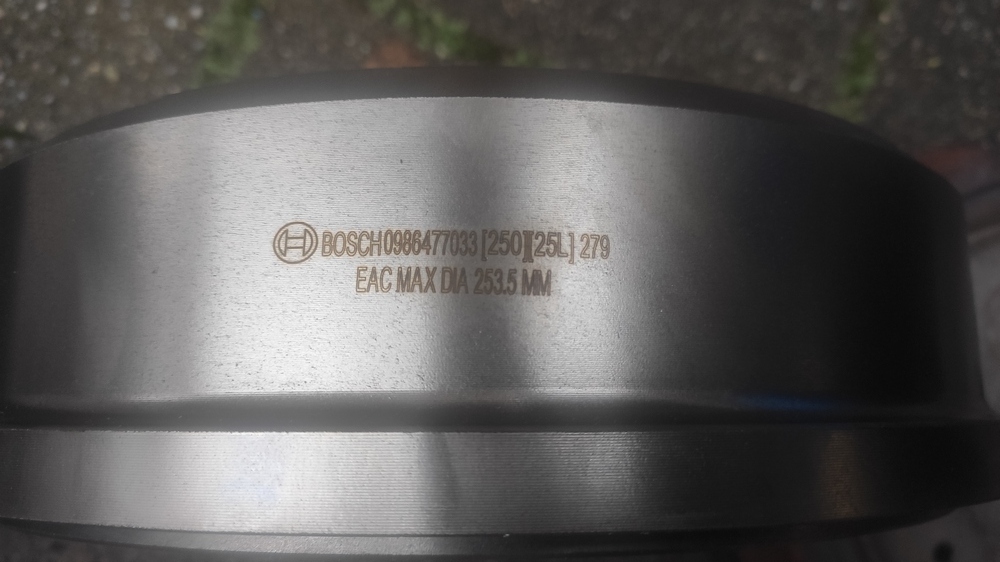 BOSCH 0986477033 [250][25L] 279
EAC MAX DIA 253.5 MM